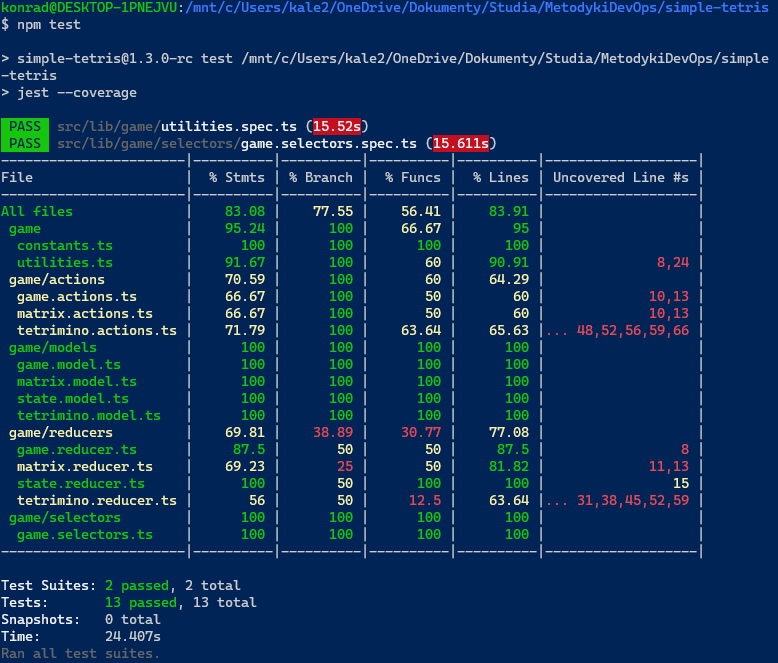 konrad@DESKTOP-1PNEJVU:/mnt/c/Users/kale2/OneDrive/Dokumenty/Studia/MetodykiDevOps/simple-tetris
$ npm test
> simple-tetris@1.3.0-rc test /mnt/c/Users/kale2/OneDrive/Dokumenty/Studia/MetodykiDevOps/simple
-tetris
> jest --coverage
PASS src/lib/game/utilities.spec.ts (15.52s)
PASS src/lib/game/selectors/game.selectors.spec.ts (15.611s)
-----------------------|----------|----------|----------|----------|-------------------|
File                   |  % Stmts | % Branch |  % Funcs |  % Lines | Uncovered Line #s |
-----------------------|----------|----------|----------|----------|-------------------|
All files              |    83.08 |    77.55 |    56.41 |    83.91 |                   |
 game                  |    95.24 |      100 |    66.67 |       95 |                   |
  constants.ts         |      100 |      100 |      100 |      100 |                   |
  utilities.ts         |    91.67 |      100 |       60 |    90.91 |              8,24 |
 game/actions          |    70.59 |      100 |       60 |    64.29 |                   |
  game.actions.ts      |    66.67 |      100 |       50 |       60 |             10,13 |
  matrix.actions.ts    |    66.67 |      100 |       50 |       60 |             10,13 |
  tetrimino.actions.ts |    71.79 |      100 |    63.64 |    65.63 |... 48,52,56,59,66 |
 game/models           |      100 |      100 |      100 |      100 |                   |
  game.model.ts        |      100 |      100 |      100 |      100 |                   |
  matrix.model.ts      |      100 |      100 |      100 |      100 |                   |
  state.model.ts       |      100 |      100 |      100 |      100 |                   |
  tetrimino.model.ts   |      100 |      100 |      100 |      100 |                   |
 game/reducers         |    69.81 |    38.89 |    30.77 |    77.08 |                   |
  game.reducer.ts      |     87.5 |       50 |       50 |     87.5 |                 8 |
  matrix.reducer.ts    |    69.23 |       25 |       50 |    81.82 |             11,13 |
  state.reducer.ts     |      100 |       50 |      100 |      100 |                15 |
  tetrimino.reducer.ts |       56 |       50 |     12.5 |    63.64 |... 31,38,45,52,59 |
 game/selectors        |      100 |      100 |      100 |      100 |                   |
  game.selectors.ts    |      100 |      100 |      100 |      100 |                   |
-----------------------|----------|----------|----------|----------|-------------------|
Test Suites: 2 passed, 2 total
Tests:       13 passed, 13 total
Snapshots:   0 total
Time:        24.407s
Ran all test suites.